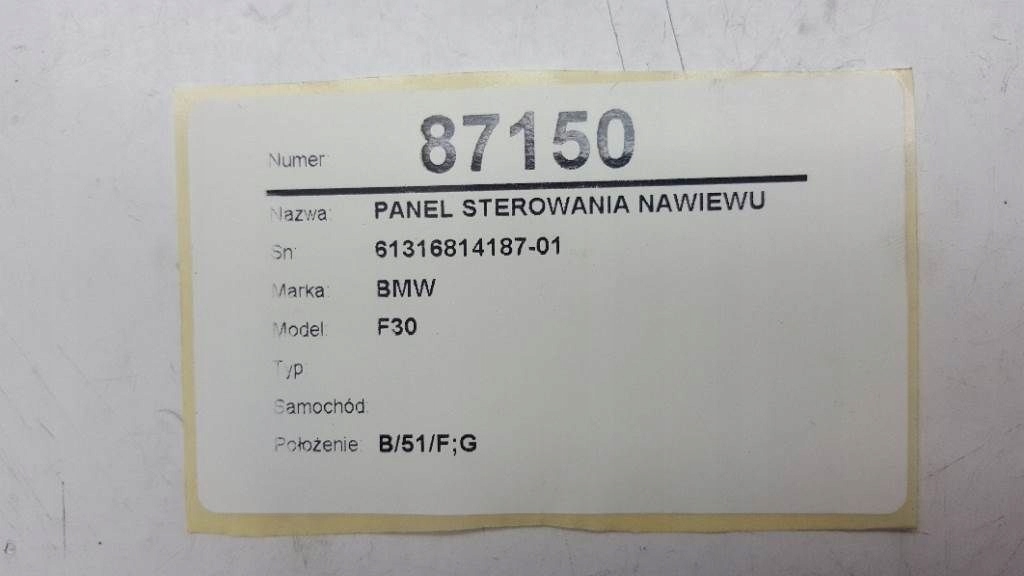 Numer: 87150
Nazwa: PANEL STEROWANIA NAWIEWU
Sn: 61316814187-01
Marka: BMW
Model: F30
Typ:
Samochód:
Położenie: B/51/F;G